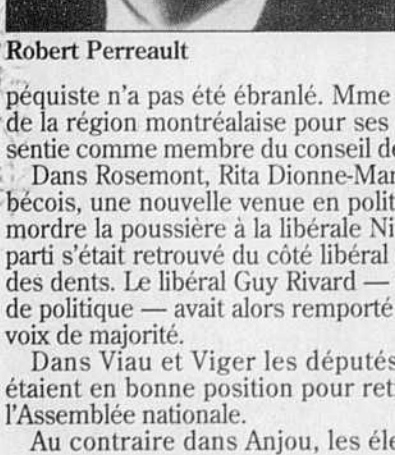 Robert Perreault
péquiste n'a pas été ébranlé. Mme
de la région montréalaise pour ses
sentie comme membre du conseil de
Dans Rosemont, Rita Dionne-Mar
bécois, une nouvelle venue en polit
mordre la poussière à la libérale Ni
parti s'était retrouvé du côté libéral
des dents. Le libéral Guy Rivard —
de politique — avait alors remporté
voix de majorité.
Dans Viau et Viger les députés
étaient en bonne position pour ret
l'Assemblée nationale.
Au contraire dans Anjou, les éle